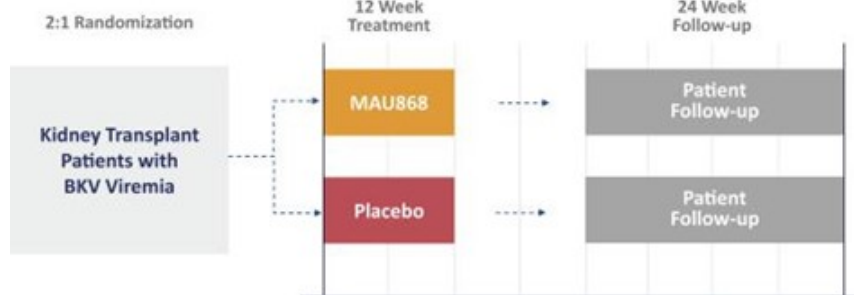 2:1 Randomization
12 Week
Treatment
24 Week
Follow-up
Kidney Transplant
Patients with
BKV Viremia
MAU868
Patient
Follow-up
Placebo
Patient
Follow-up